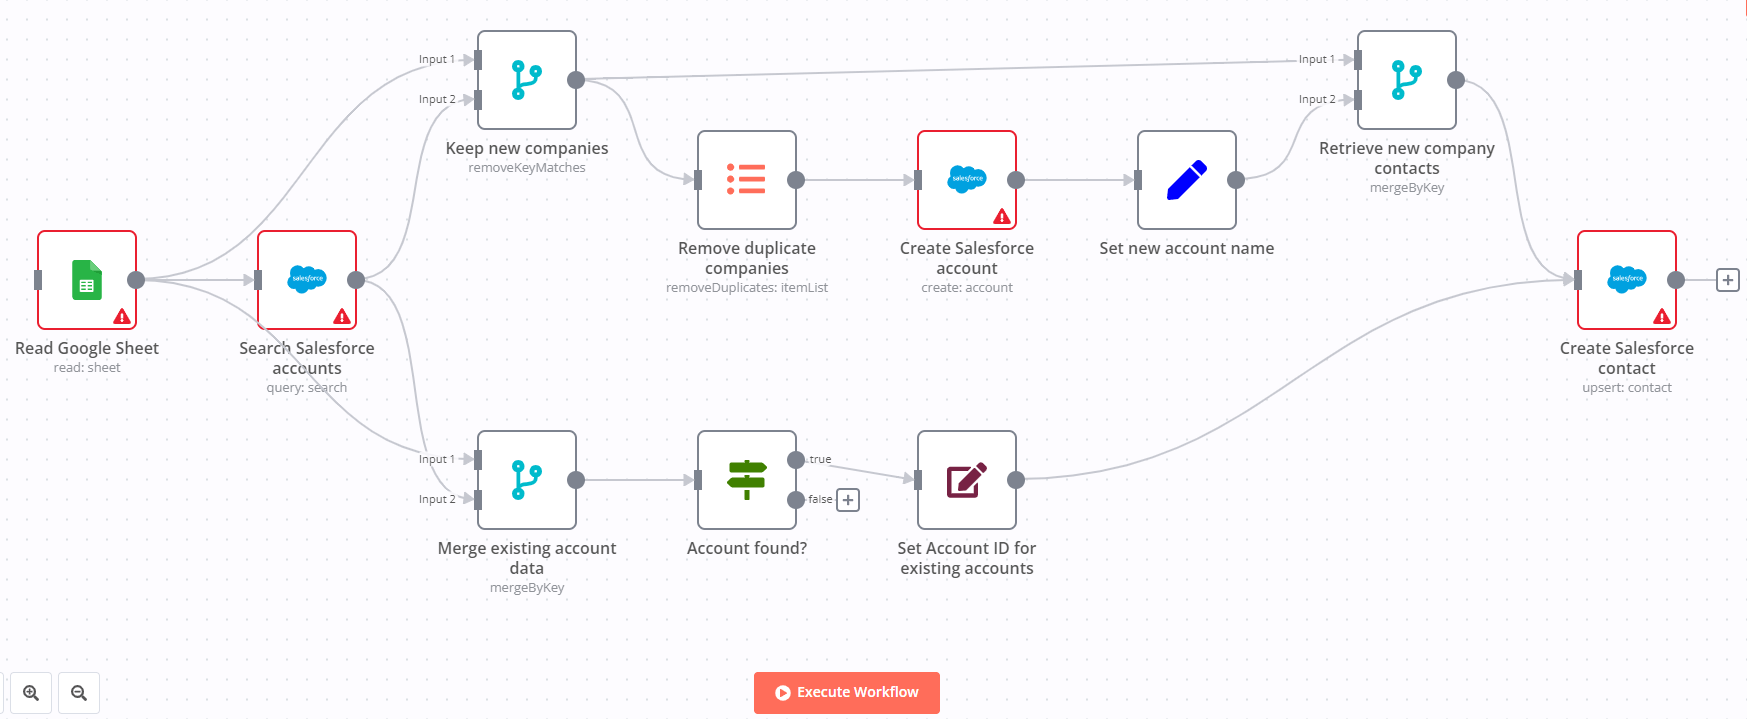 Input 1
Input 2
Keep new companies
removeKeyMatches
Input 1
Input 2
Retrieve new company
contacts
mergeByKey
Remove duplicate
companies
removeDuplicates: itemList
salesforce
Create Salesforce
account
create: account
Set new account name
Read Google Sheet
read: sheet
salesforce
Search Salesforce
accounts
query: search
salesforce
Create Salesforce
contact
upsert: contact
Input 1
Input 2
Merge existing account
data
mergeByKey
true
false
Account found?
Set Account ID for
existing accounts
Execute Workflow